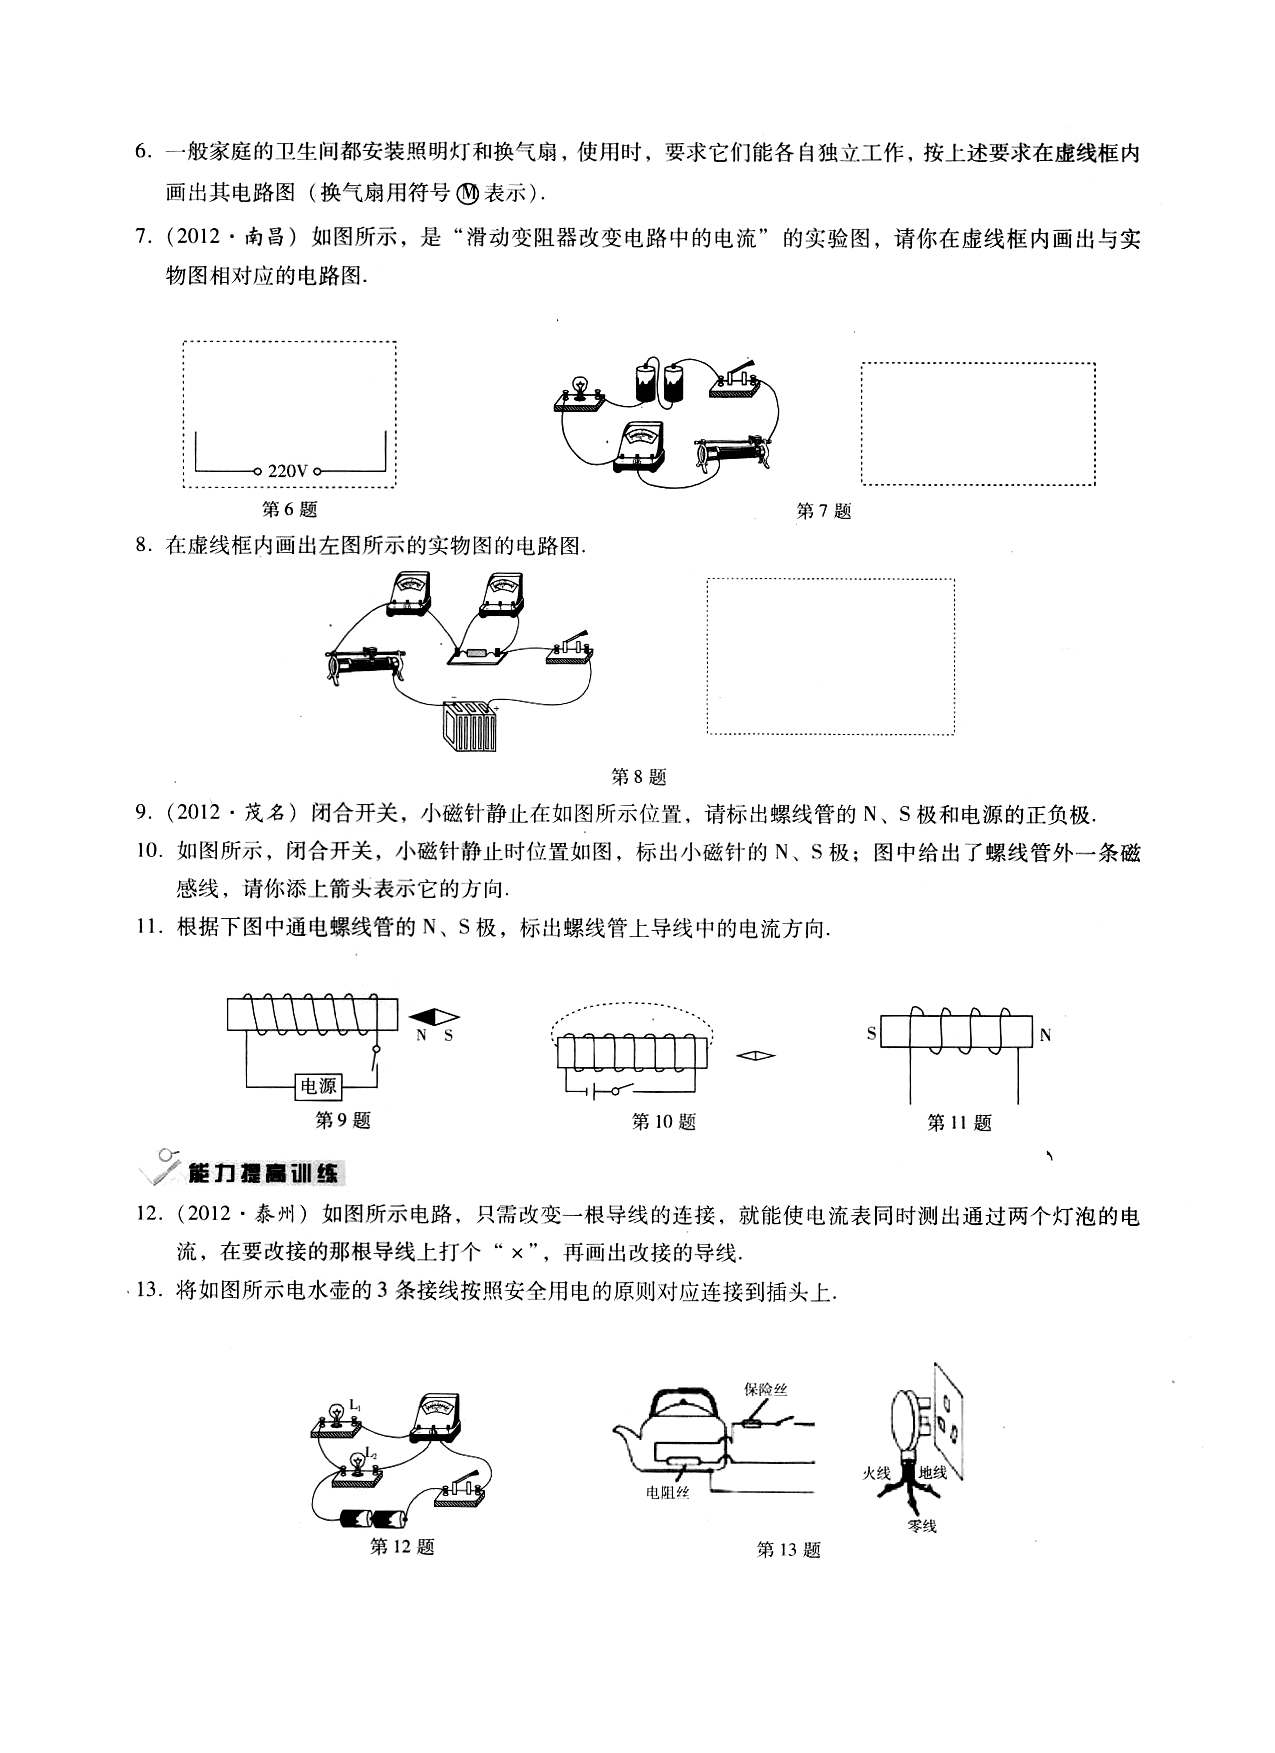 6. 一般家庭的卫生间都安装照明灯和换气扇，使用时，要求它们能各自独立工作，按上述要求在虚线框内
画出其电路图（换气扇用符号Ⓜ表示）.
7.（2012·南昌）如图所示，是“滑动变阻器改变电路中的电流”的实验图，请你在虚线框内画出与实
物图相对应的电路图.
220V
第6题
第7题
8. 在虚线框内画出左图所示的实物图的电路图.
- +
第8题
9.（2012·茂名）闭合开关，小磁针静止在如图所示位置，请标出螺线管的 N、S 极和电源的正负极.
10. 如图所示，闭合开关，小磁针静止时位置如图，标出小磁针的 N、S 极；图中给出了螺线管外一条磁
感线，请你添上箭头表示它的方向.
11. 根据下图中通电螺线管的 N、S 极，标出螺线管上导线中的电流方向.
N S
电源
第9题
第10题
S N
第11题
能力提高训练
12.（2012·泰州）如图所示电路，只需改变一根导线的连接，就能使电流表同时测出通过两个灯泡的电
流，在要改接的那根导线上打个“×”，再画出改接的导线.
13. 将如图所示电水壶的 3 条接线按照安全用电的原则对应连接到插头上.
L₁
L₂
第12题
保险丝
电阻丝
火线 地线
零线
第13题